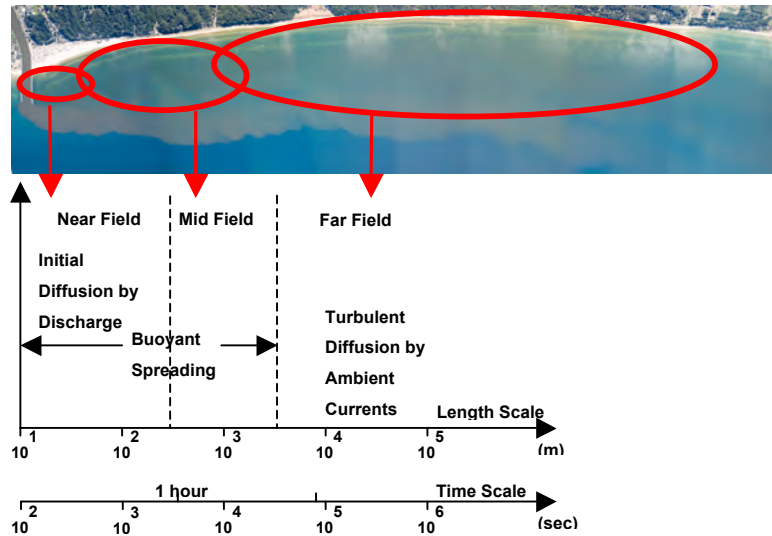 Near Field
Mid Field
Far Field
Initial
Diffusion by
Discharge
Buoyant
Spreading
Turbulent
Diffusion by
Ambient
Currents
Length Scale
10^1 10^2 10^3 10^4 10^5 (m)
1 hour
Time Scale
10^2 10^3 10^4 10^5 10^6 (sec)